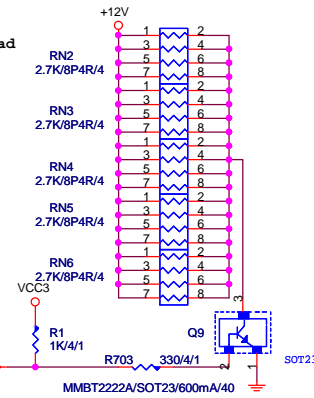 +12V
ad
1 2
3 4
RN2
5 6
2.7K/8P4R/4
7 8
1 2
3 4
RN3
5 6
2.7K/8P4R/4
7 8
1 2
3 4
RN4
5 6
2.7K/8P4R/4
7 8
1 2
RN5
3 4
2.7K/8P4R/4
5 6
7 8
1 2
RN6
3 4
2.7K/8P4R/4
5 6
7 8
VCC3
3
R1
1K/4/1
Q9
R703 330/4/1
2 1
SOT23
MMBT2222A/SOT23/600mA/40